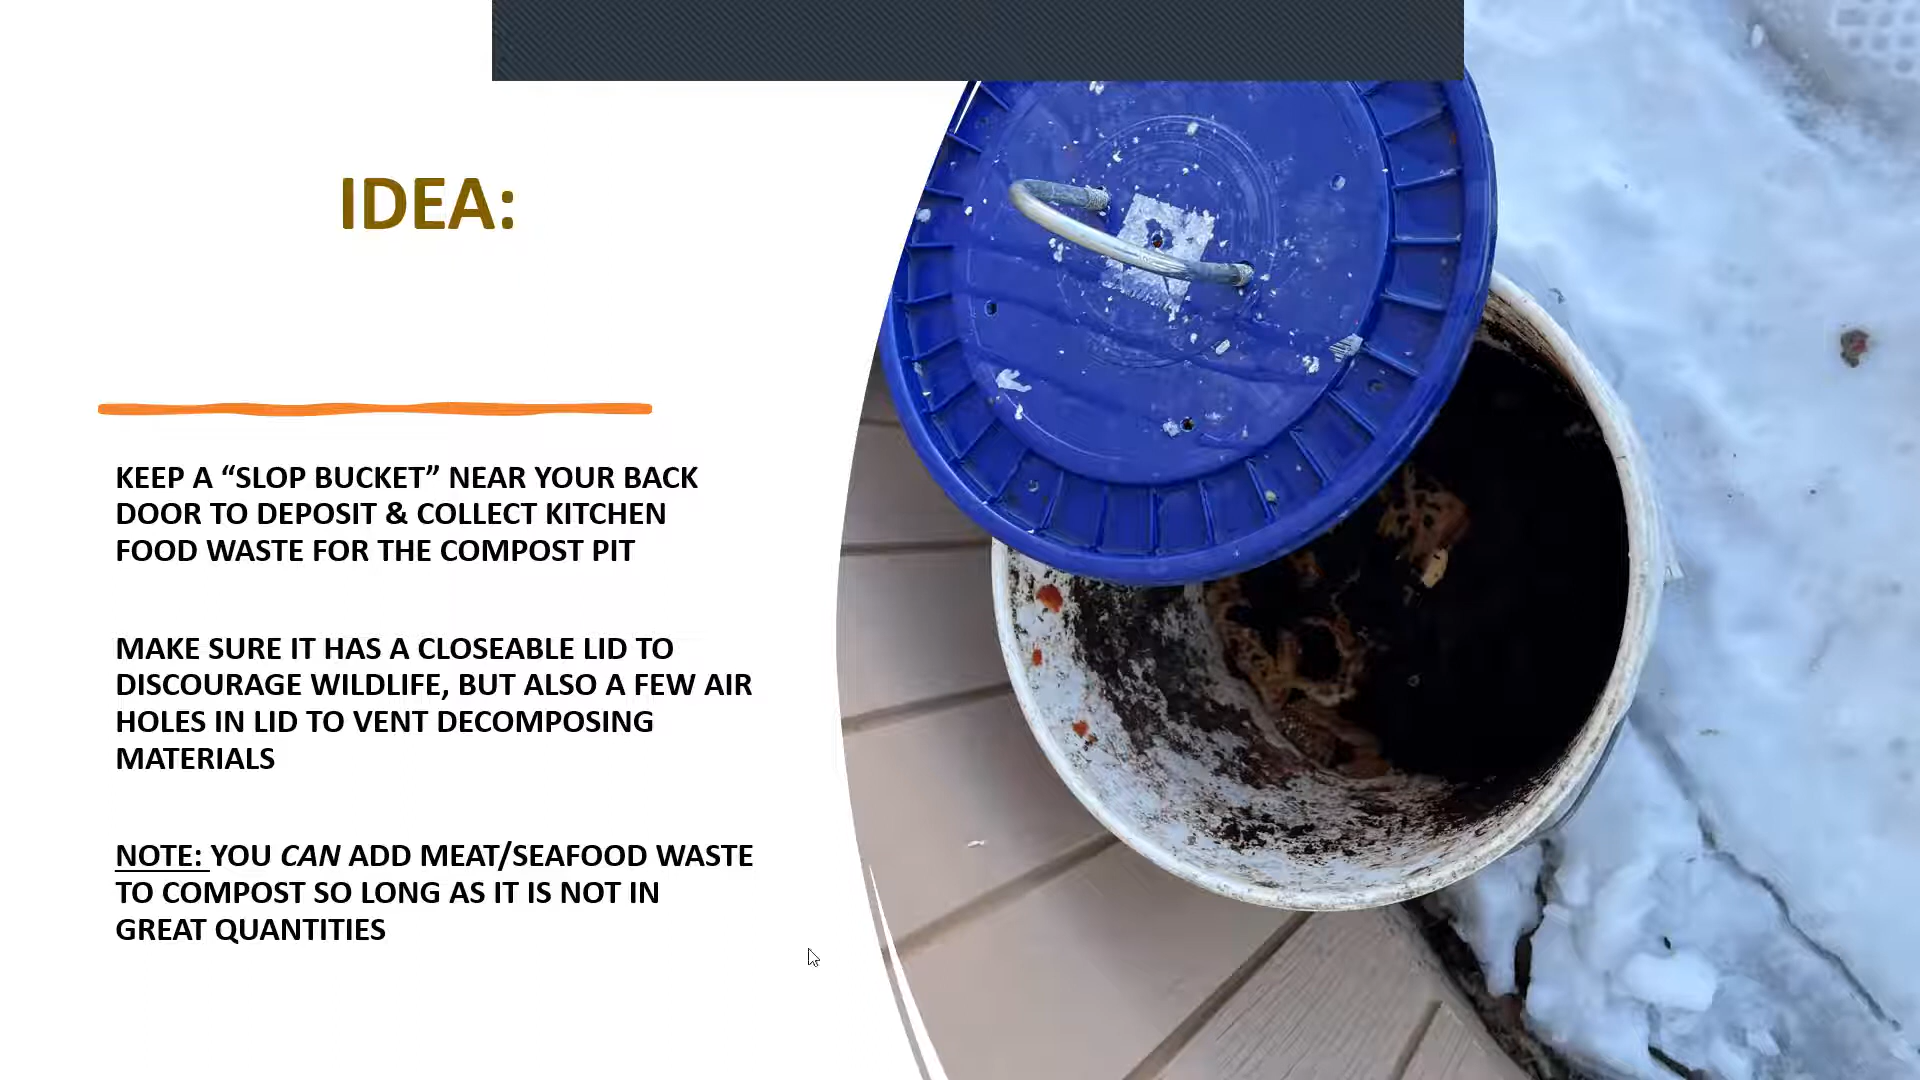 IDEA:
KEEP A “SLOP BUCKET” NEAR YOUR BACK
DOOR TO DEPOSIT & COLLECT KITCHEN
FOOD WASTE FOR THE COMPOST PIT
MAKE SURE IT HAS A CLOSEABLE LID TO
DISCOURAGE WILDLIFE, BUT ALSO A FEW AIR
HOLES IN LID TO VENT DECOMPOSING
MATERIALS
NOTE: YOU CAN ADD MEAT/SEAFOOD WASTE
TO COMPOST SO LONG AS IT IS NOT IN
GREAT QUANTITIES